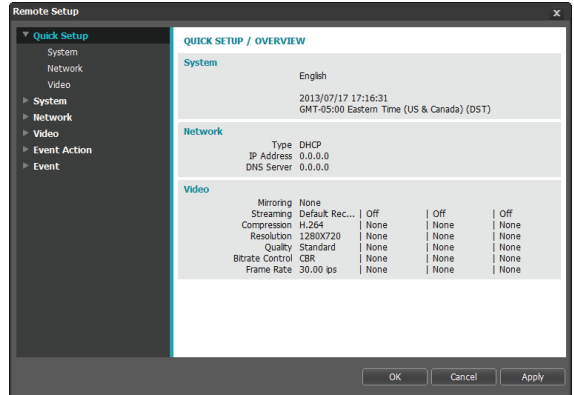 Remote Setup
x
Quick Setup
System
Network
Video
System
Network
Video
Event Action
Event
QUICK SETUP / OVERVIEW
System
English
2013/07/17 17:16:31
GMT-05:00 Eastern Time (US & Canada) (DST)
Network
Type DHCP
IP Address 0.0.0.0
DNS Server 0.0.0.0
Video
Mirroring None
Streaming Default Rec... | Off | Off | Off
Compression H.264 | None | None | None
Resolution 1280X720 | None | None | None
Quality Standard | None | None | None
Bitrate Control CBR | None | None | None
Frame Rate 30.00 ips | None | None | None
OK Cancel Apply